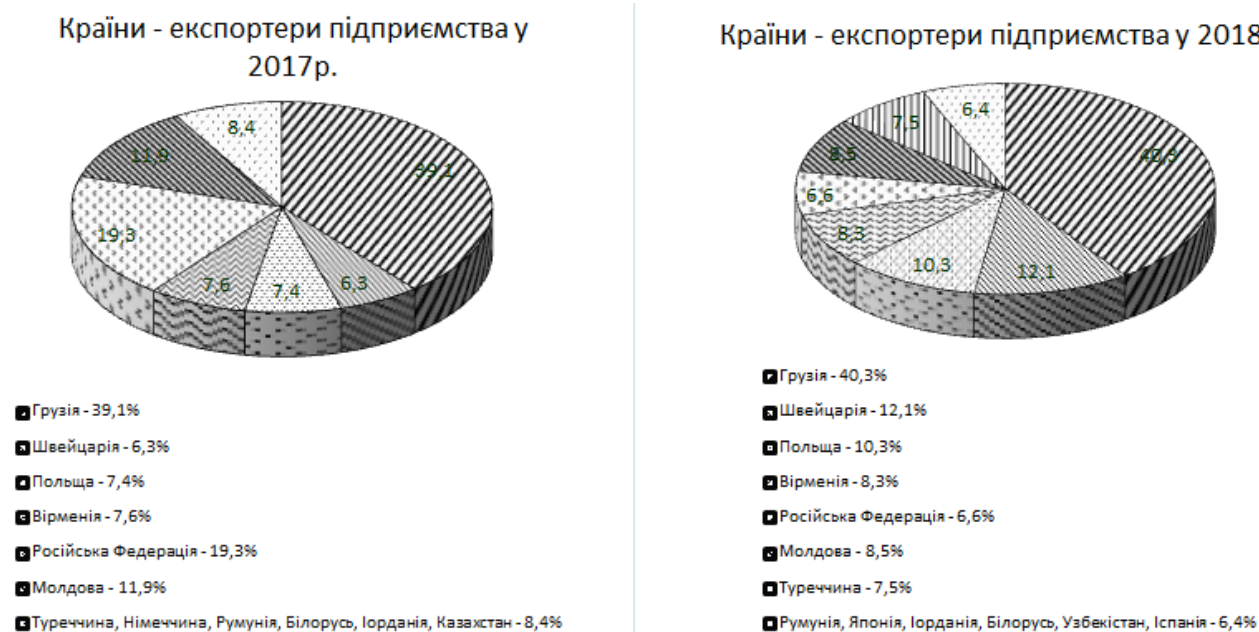 Країни - експортери підприємства у
2017р.
8,4
39,1
11,9
19,3
7,6
7,4
6,3
Грузія - 39,1%
Швейцарія - 6,3%
Польща - 7,4%
Вірменія - 7,6%
Російська Федерація - 19,3%
Молдова - 11,9%
Туреччина, Німеччина, Румунія, Білорусь, Іорданія, Казахстан - 8,4%
Країни - експортери підприємства у 2018
6,4
7,5
40,3
8,5
6,6
8,3
10,3
12,1
Грузія - 40,3%
Швейцарія - 12,1%
Польща - 10,3%
Вірменія - 8,3%
Російська Федерація - 6,6%
Молдова - 8,5%
Туреччина - 7,5%
Румунія, Японія, Іорданія, Білорусь, Узбекістан, Іспанія - 6,4%